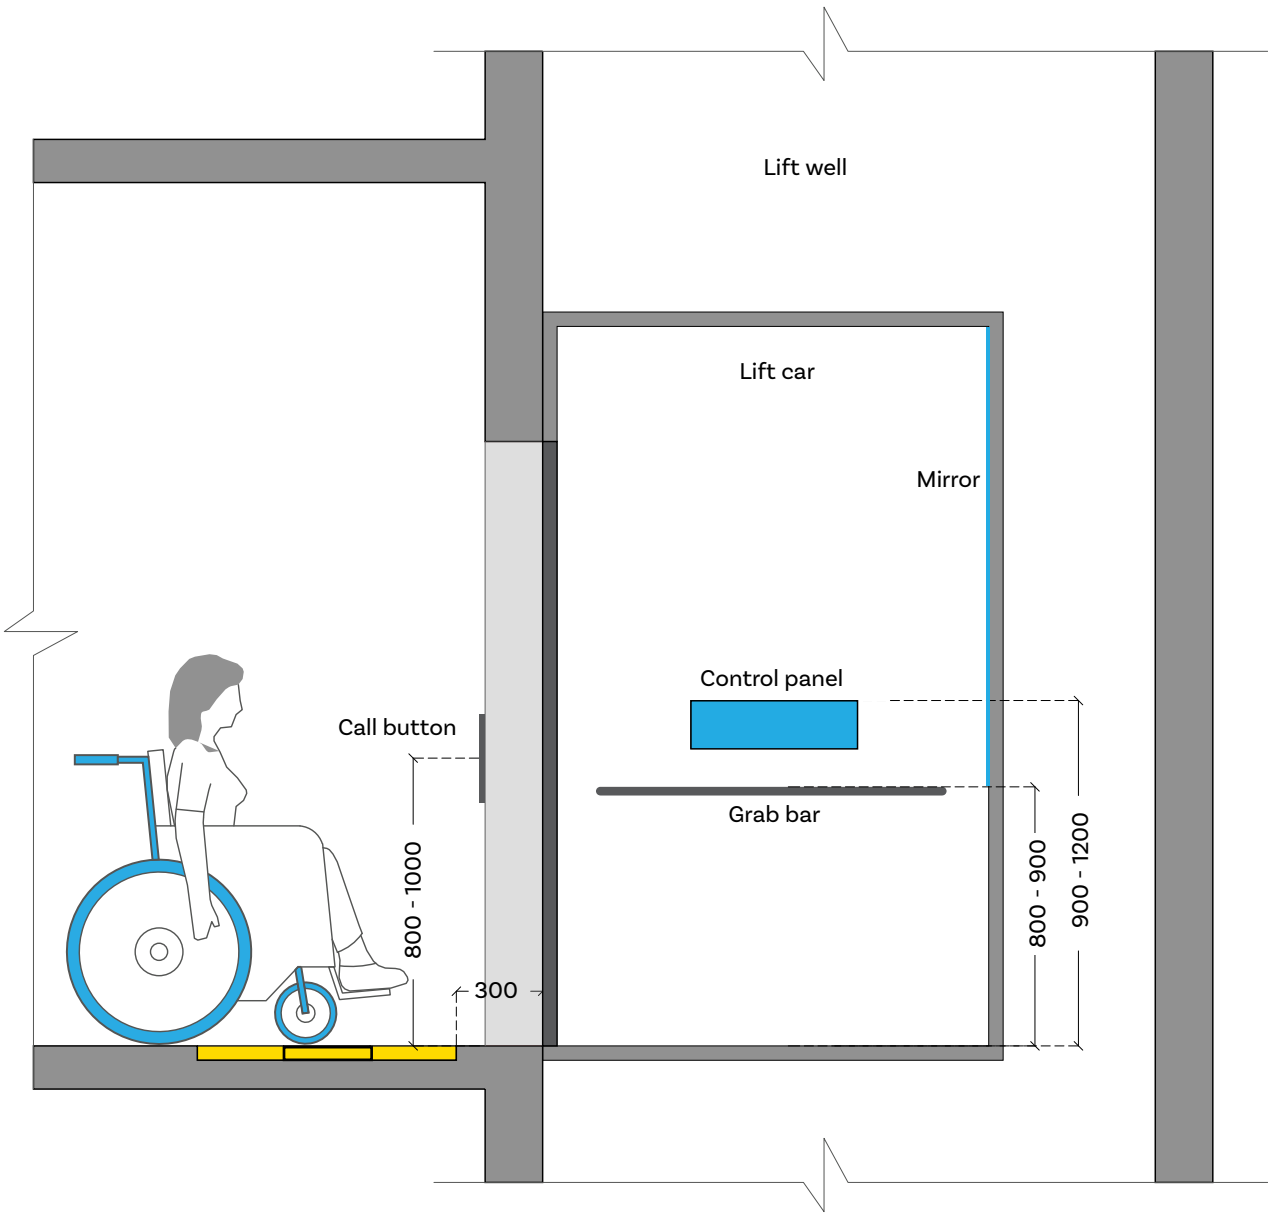 Lift well
Lift car
Mirror
Control panel
Call button
Grab bar
800 - 1000
800 - 900
900 - 1200
300